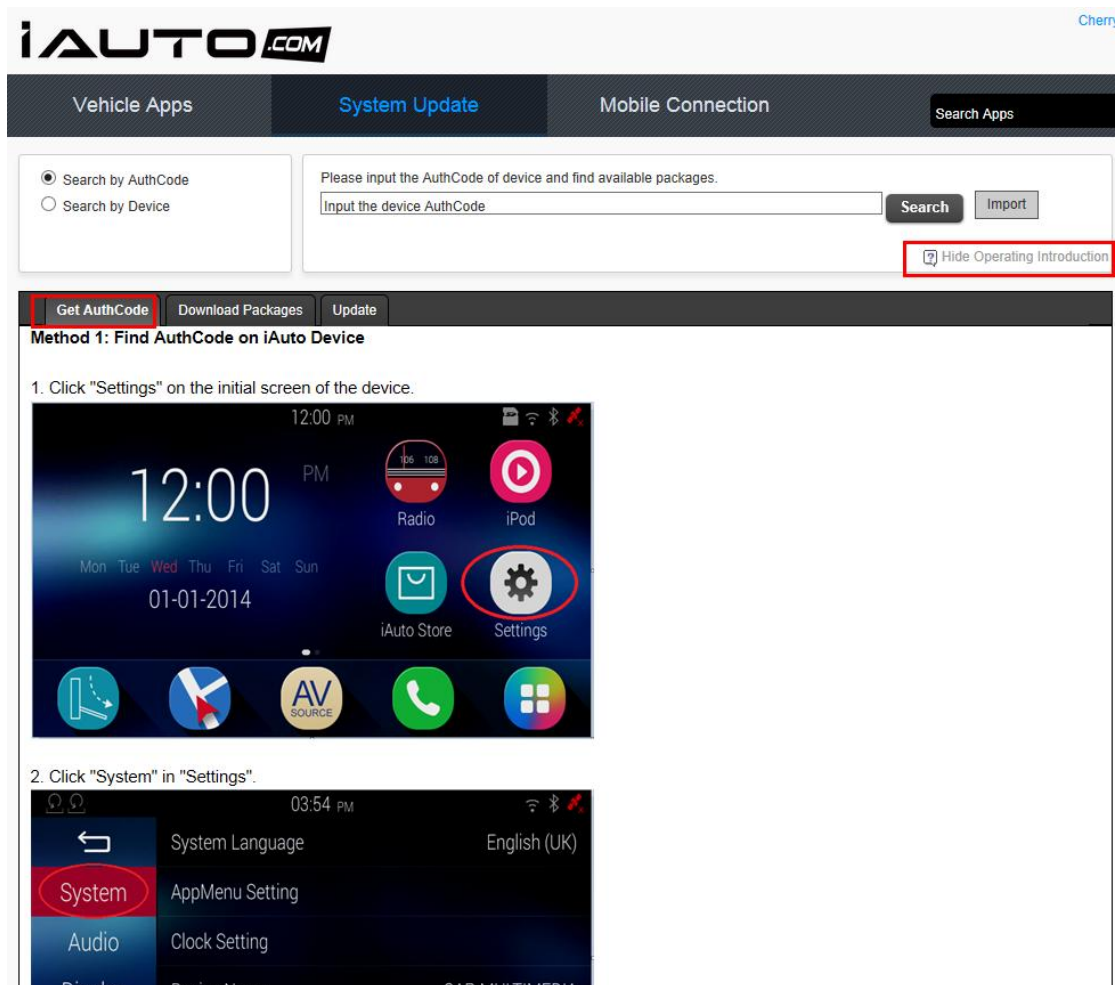 iAUTO.COM
Cherry
Vehicle Apps
System Update
Mobile Connection
Search Apps
Search by AuthCode
Search by Device
Please input the AuthCode of device and find available packages.
Input the device AuthCode
Search
Import
Hide Operating Introduction
Get AuthCode
Download Packages
Update
Method 1: Find AuthCode on iAuto Device
1. Click "Settings" on the initial screen of the device.
12:00 PM
12:00 PM
106 108
Radio
iPod
Mon Tue Wed Thu Fri Sat Sun
01-01-2014
iAuto Store
Settings
AV
SOURCE
2. Click "System" in "Settings".
03:54 PM
System Language
English (UK)
System
AppMenu Setting
Audio
Clock Setting